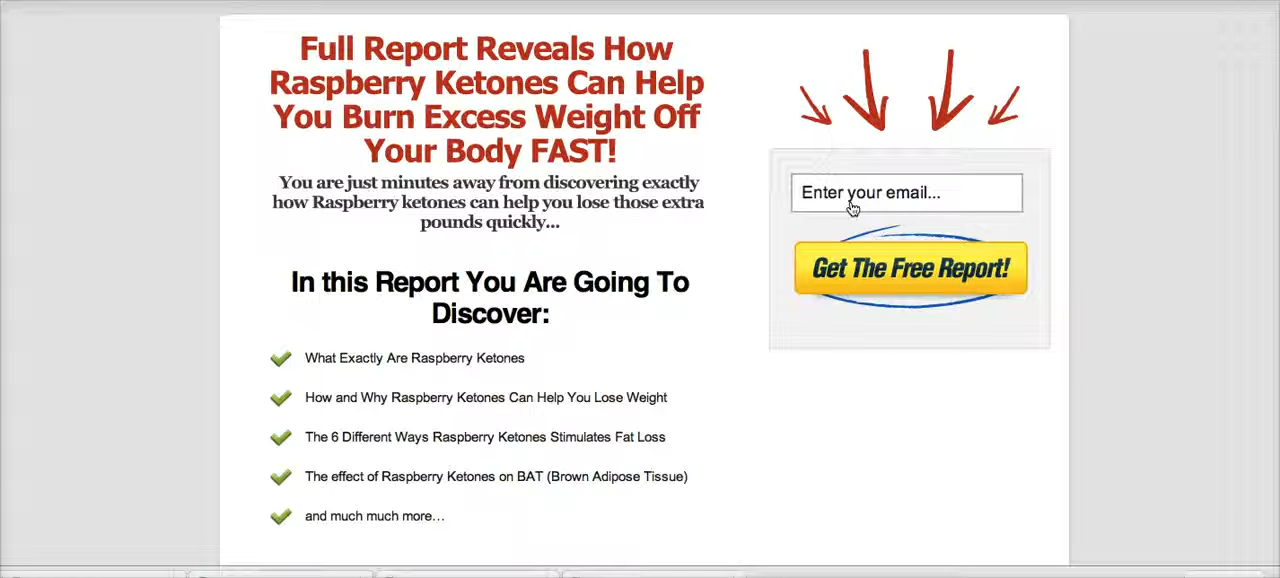 Full Report Reveals How
Raspberry Ketones Can Help
You Burn Excess Weight Off
Your Body FAST!
You are just minutes away from discovering exactly
how Raspberry ketones can help you lose those extra
pounds quickly...
In this Report You Are Going To
Discover:
What Exactly Are Raspberry Ketones
How and Why Raspberry Ketones Can Help You Lose Weight
The 6 Different Ways Raspberry Ketones Stimulates Fat Loss
The effect of Raspberry Ketones on BAT (Brown Adipose Tissue)
and much much more…
Enter your email...
Get The Free Report!